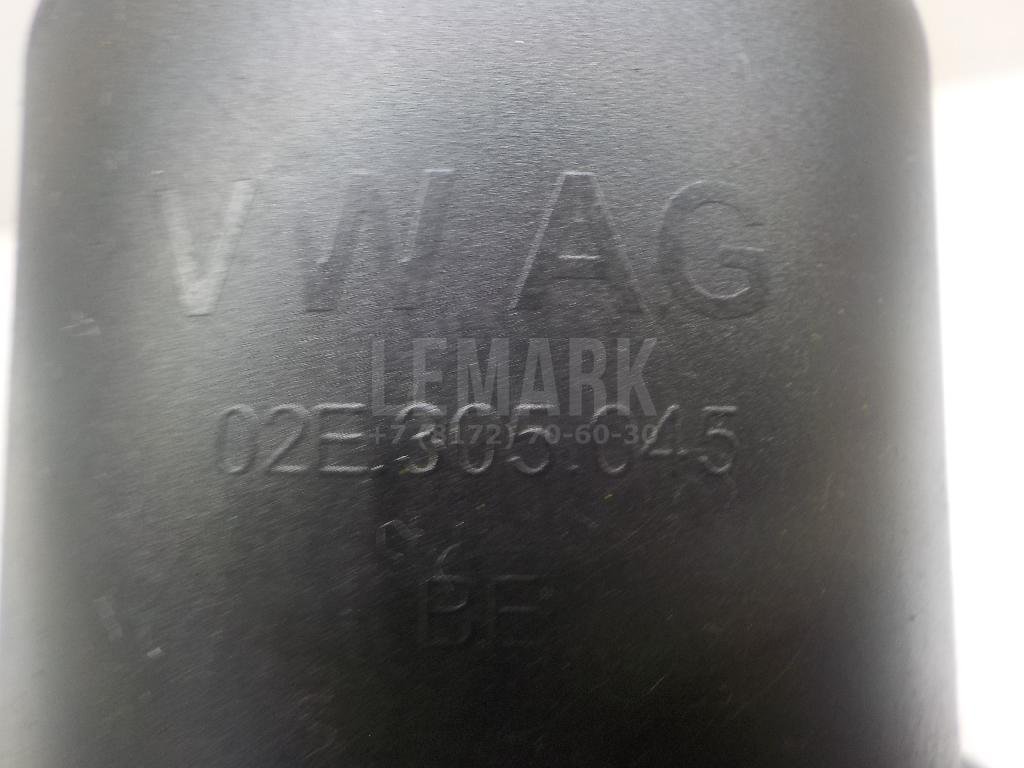 VW AG
LEMARK
02E.305.045
+7 (8172) 70-60-30
BE